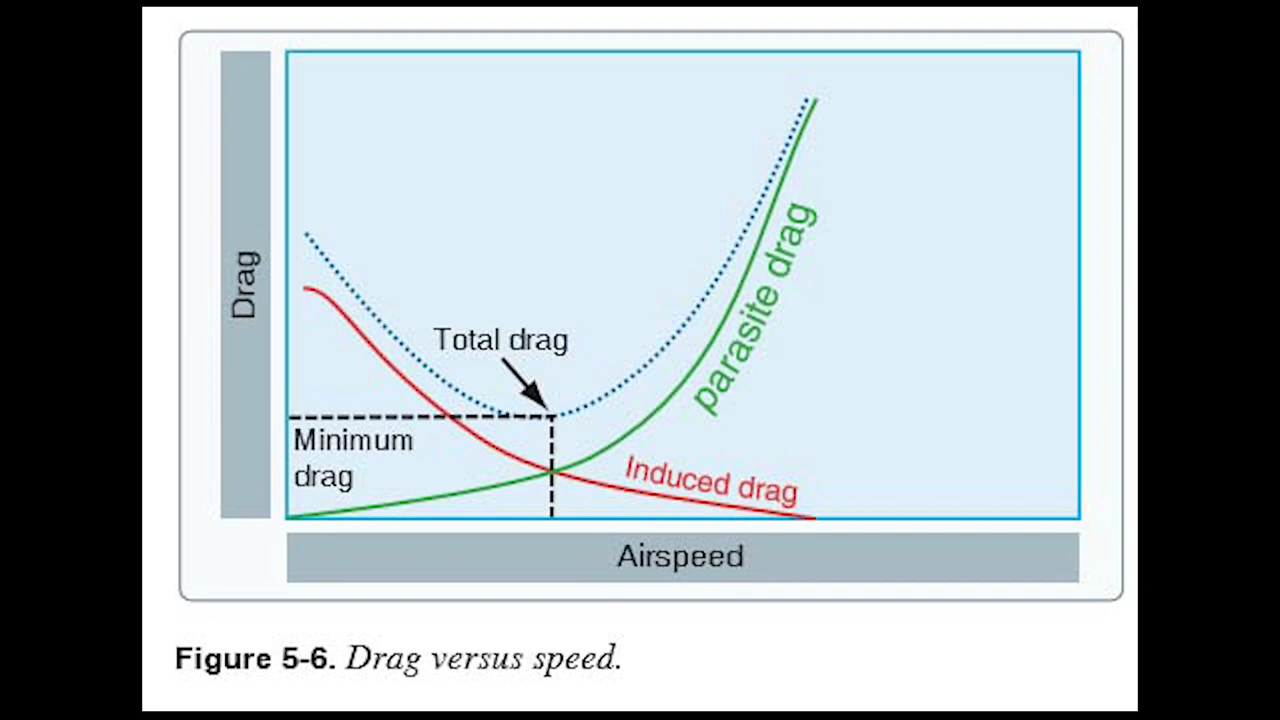 Drag
Total drag
Minimum
drag
parasite drag
Induced drag
Airspeed
Figure 5-6. Drag versus speed.